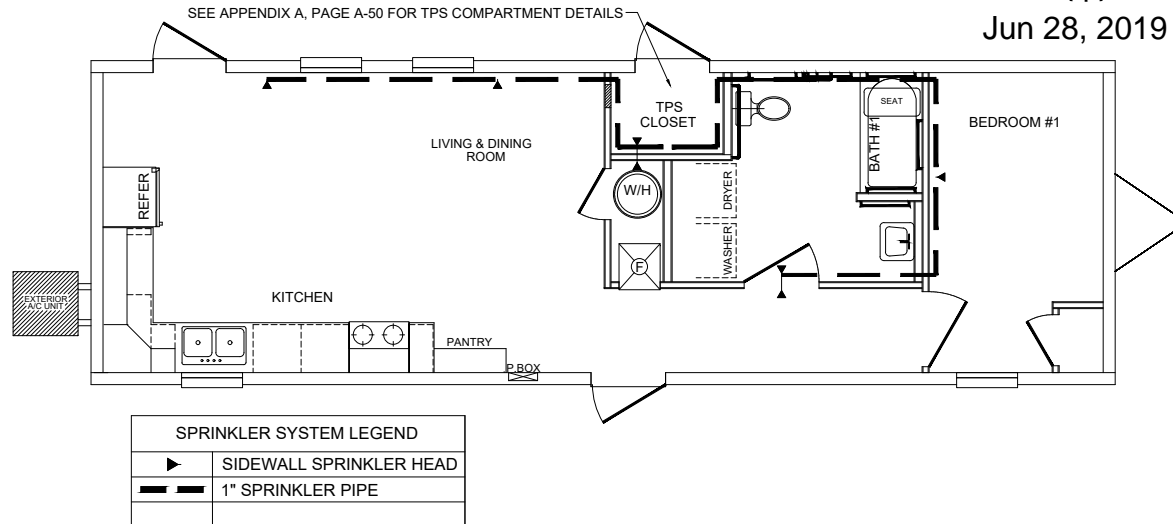 SEE APPENDIX A, PAGE A-50 FOR TPS COMPARTMENT DETAILS
Jun 28, 2019
TPS
CLOSET
SEAT
BATH #1
BEDROOM #1
LIVING & DINING
ROOM
REFER
W/H
DRYER
WASHER
F
EXTERIOR
A/C UNIT
KITCHEN
PANTRY
P.BOX
SPRINKLER SYSTEM LEGEND
SIDEWALL SPRINKLER HEAD
1" SPRINKLER PIPE